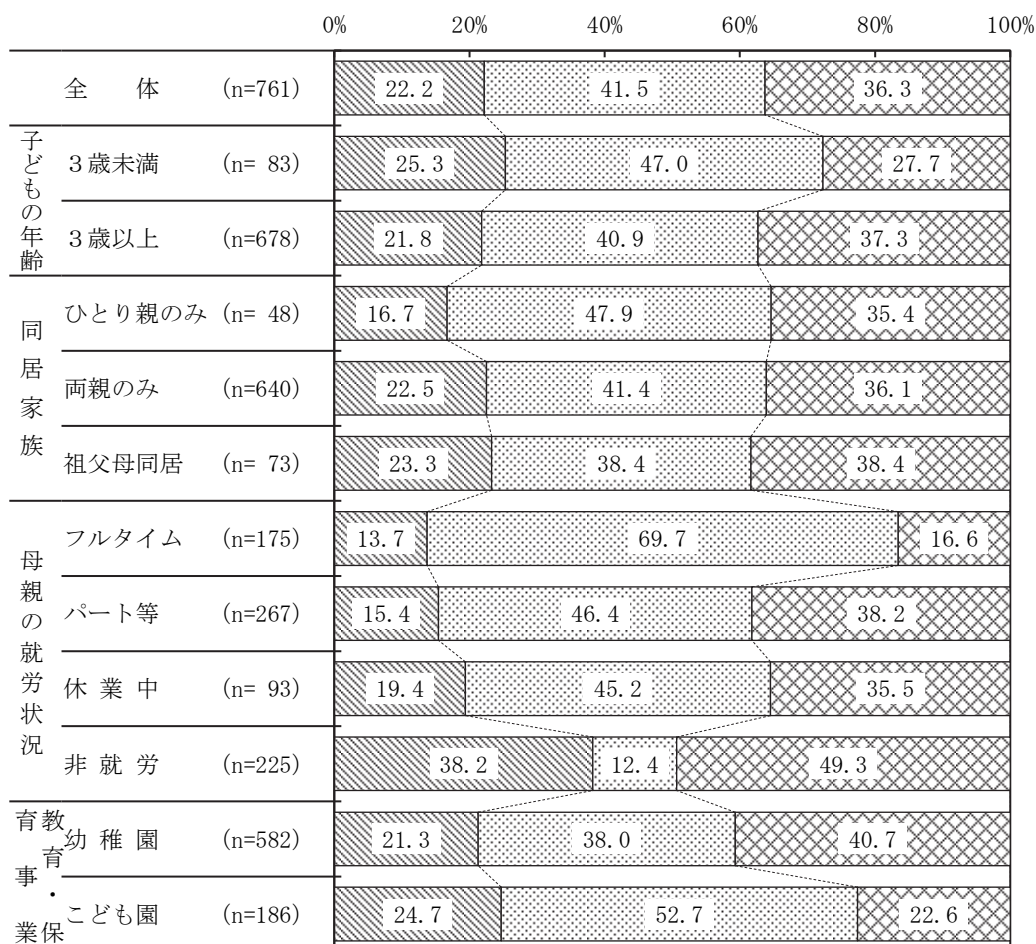 0% 20% 40% 60% 80% 100%
全体 (n=761) 22.2 41.5 36.3
子どもの年齢
３歳未満 (n= 83) 25.3 47.0 27.7
３歳以上 (n=678) 21.8 40.9 37.3
同居家族
ひとり親のみ (n= 48) 16.7 47.9 35.4
両親のみ (n=640) 22.5 41.4 36.1
祖父母同居 (n= 73) 23.3 38.4 38.4
母親の就労状況
フルタイム (n=175) 13.7 69.7 16.6
パート等 (n=267) 15.4 46.4 38.2
休業中 (n= 93) 19.4 45.2 35.5
非就労 (n=225) 38.2 12.4 49.3
教育・保
育事業
幼稚園 (n=582) 21.3 38.0 40.7
こども園 (n=186) 24.7 52.7 22.6